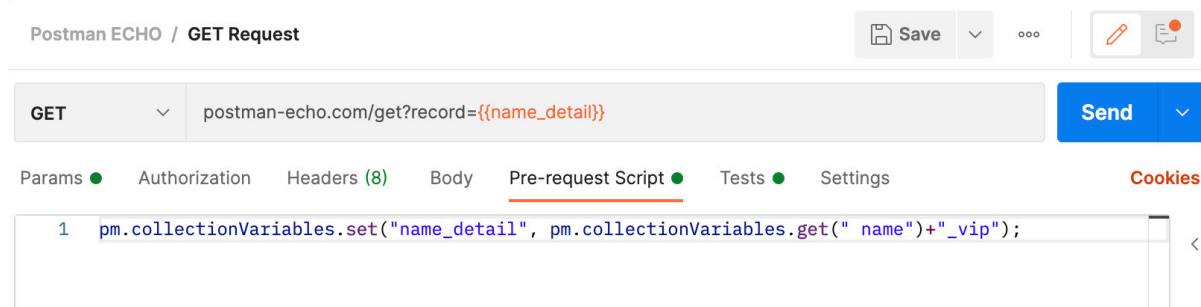 Postman ECHO / GET Request
Save
GET
postman-echo.com/get?record={{name_detail}}
Send
Params Authorization Headers (8) Body Pre-request Script Tests Settings Cookies
1 pm.collectionVariables.set("name_detail", pm.collectionVariables.get(" name")+"_vip");